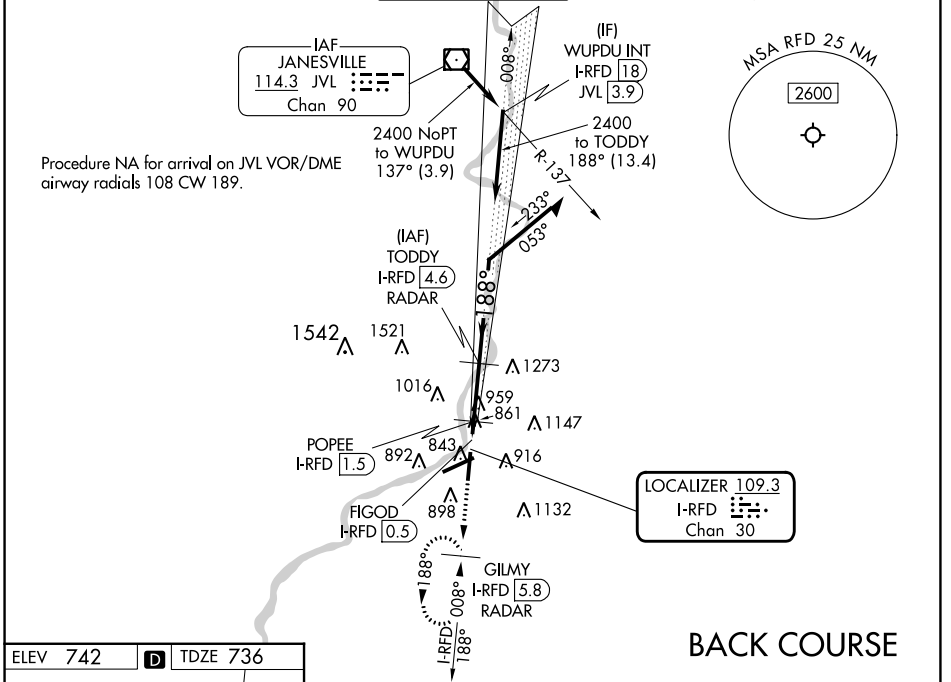 IAF
JANESVILLE
114.3 JVL
Chan 90
(IF)
WUPDU INT
I-RFD 18
JVL 3.9
008°
MSA RFD 25 NM
2600
2400 NoPT
to WUPDU
137° (3.9)
2400
to TODDY
188° (13.4)
R-137
Procedure NA for arrival on JVL VOR/DME
airway radials 108 CW 189.
233°
053°
(IAF)
TODDY
I-RFD 4.6
RADAR
188°
1542
1521
1273
1016
959
861
1147
POPEE
I-RFD 1.5
892
843
916
LOCALIZER 109.3
I-RFD
Chan 30
FIGOD
I-RFD 0.5
898
1132
188°
008°
GILMY
I-RFD 5.8
RADAR
I-RFD
188°
BACK COURSE
ELEV 742 D TDZE 736